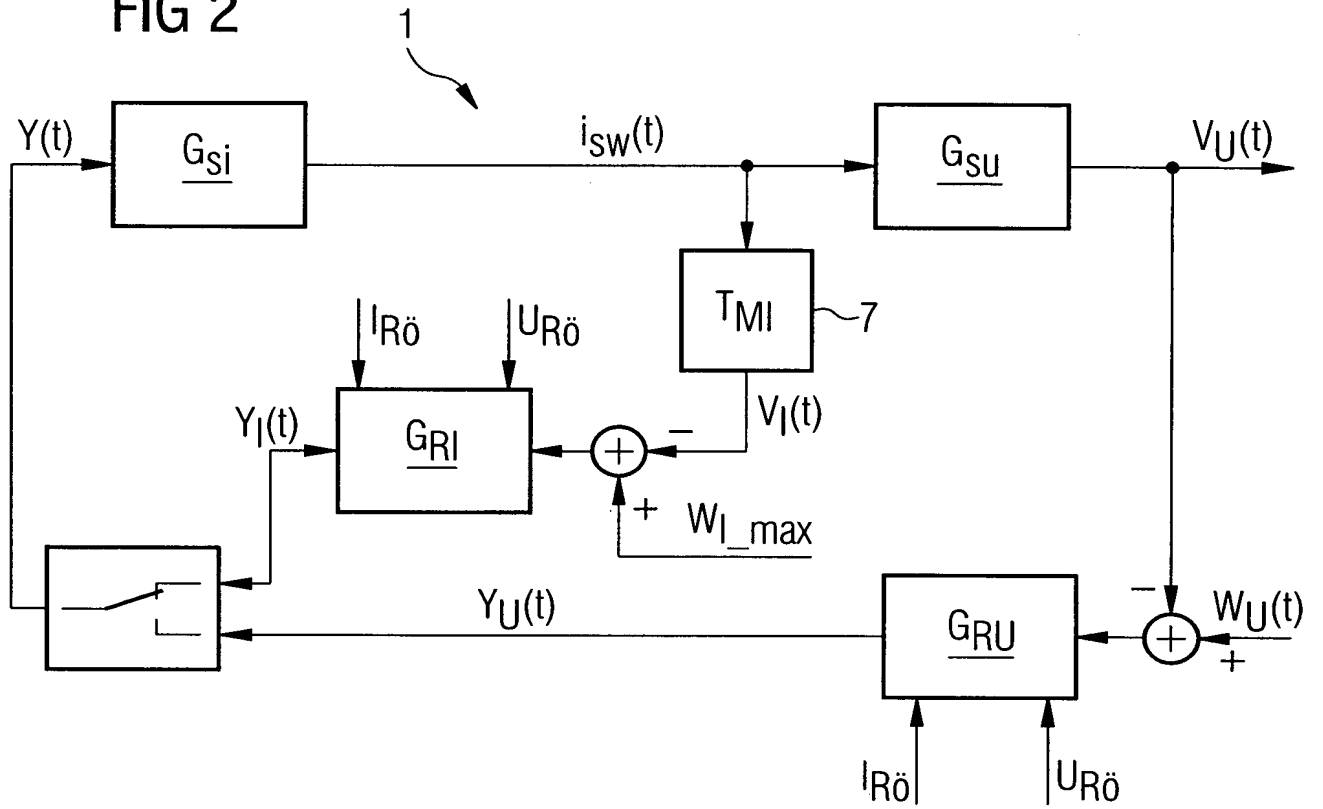 FIG 2
1
Y(t)
G_Si
i_SW(t)
G_SU
V_U(t)
T_MI
7
I_Rö
U_Rö
Y_I(t)
G_RI
−
V_I(t)
+
+
W_I_max
Y_U(t)
G_RU
−
+
W_U(t)
+
I_Rö
U_Rö